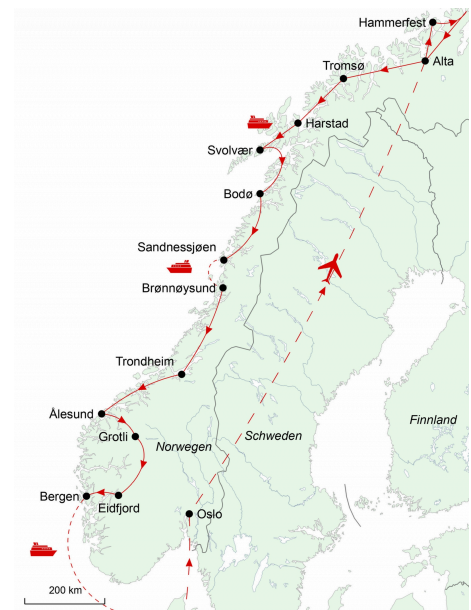 Hammerfest
Alta
Tromsø
Harstad
Svolvær
Bodø
Sandnessjøen
Brønnøysund
Trondheim
Ålesund
Grotli
Norwegen
Schweden
Finnland
Bergen
Eidfjord
Oslo
200 km